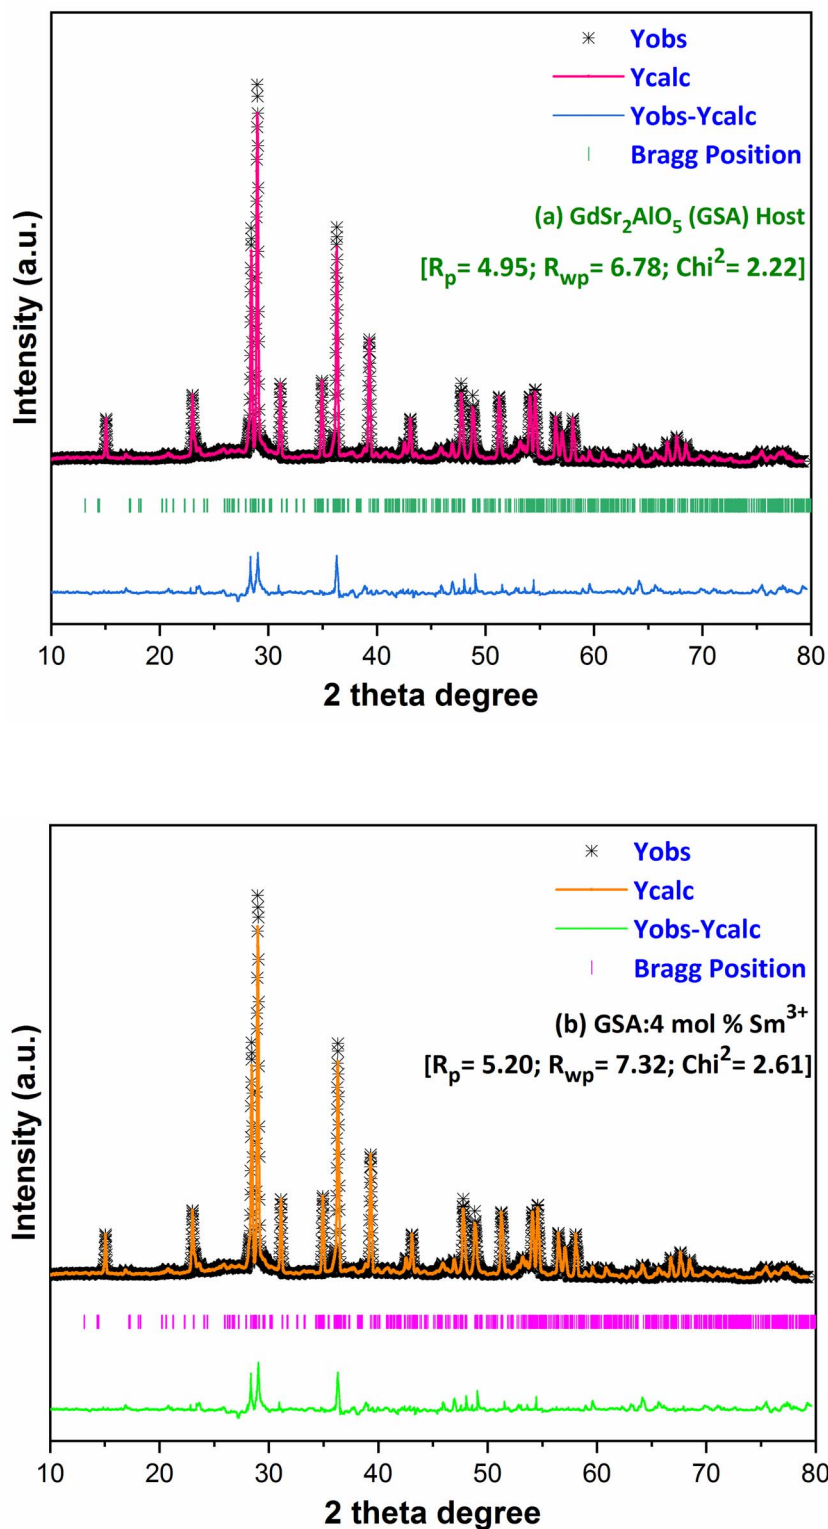 Yobs
Ycalc
Yobs-Ycalc
Bragg Position
(a) GdSr₂AlO₅ (GSA) Host
[Rₚ= 4.95; R_wp= 6.78; Chi²= 2.22]
Intensity (a.u.)
10 20 30 40 50 60 70 80
2 theta degree
Yobs
Ycalc
Yobs-Ycalc
Bragg Position
(b) GSA:4 mol % Sm³⁺
[Rₚ= 5.20; R_wp= 7.32; Chi²= 2.61]
Intensity (a.u.)
10 20 30 40 50 60 70 80
2 theta degree